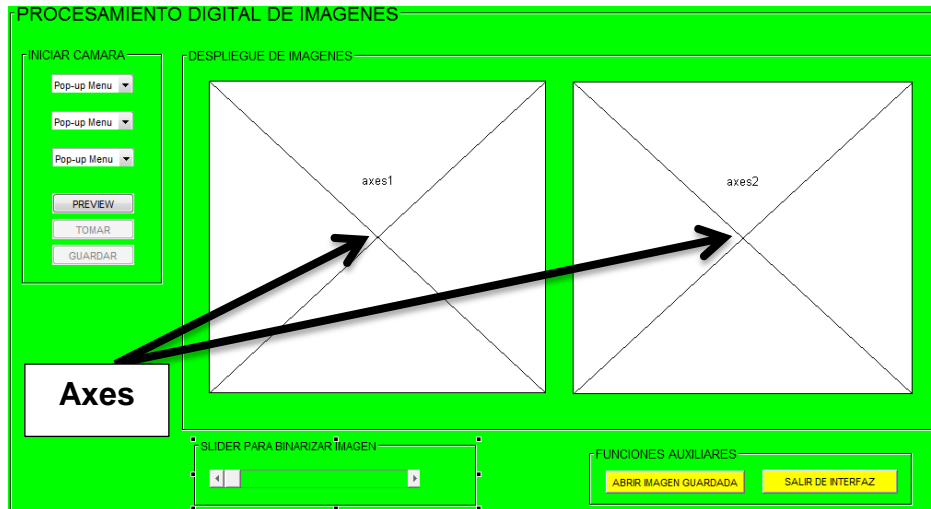 PROCESAMIENTO DIGITAL DE IMAGENES
INICIAR CAMARA
Pop-up Menu
Pop-up Menu
Pop-up Menu
PREVIEW
TOMAR
GUARDAR
DESPLIEGUE DE IMAGENES
axes1
axes2
Axes
SLIDER PARA BINARIZAR IMAGEN
FUNCIONES AUXILIARES
ABRIR IMAGEN GUARDADA
SALIR DE INTERFAZ